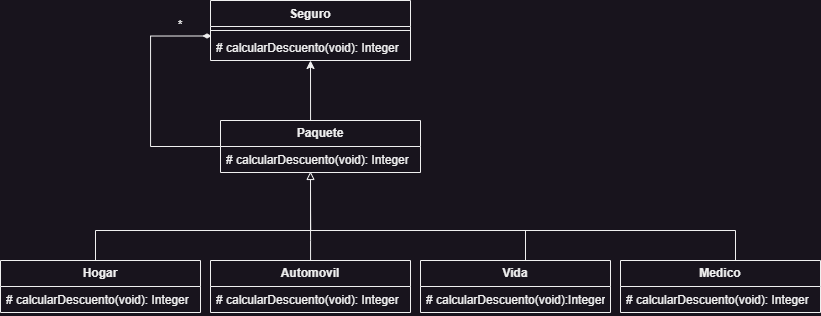 Seguro
*
# calcularDescuento(void): Integer
Paquete
# calcularDescuento(void): Integer
Hogar
# calcularDescuento(void): Integer
Automovil
# calcularDescuento(void): Integer
Vida
# calcularDescuento(void):Integer
Medico
# calcularDescuento(void): Integer